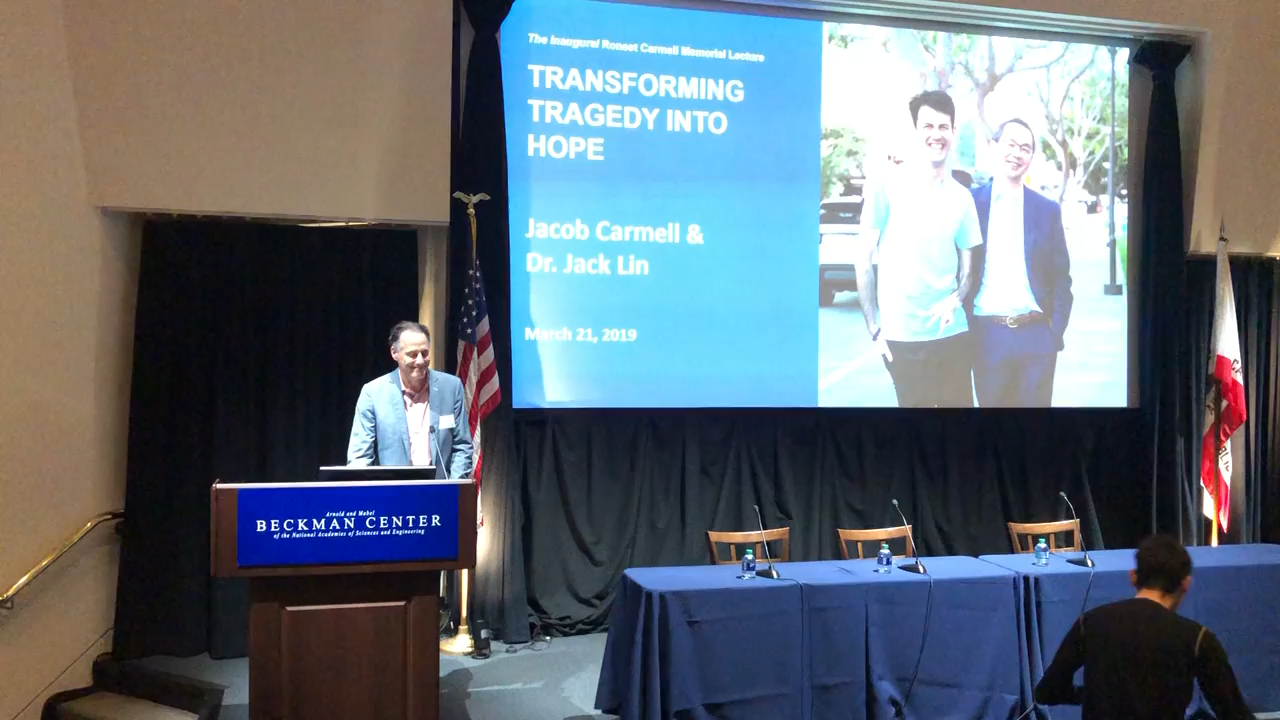 The Inaugural Ronset Carmell Memorial Lecture
TRANSFORMING
TRAGEDY INTO
HOPE
Jacob Carmell &
Dr. Jack Lin
March 21, 2019
Arnold and Mabel
BECKMAN CENTER
of the National Academies of Sciences and Engineering